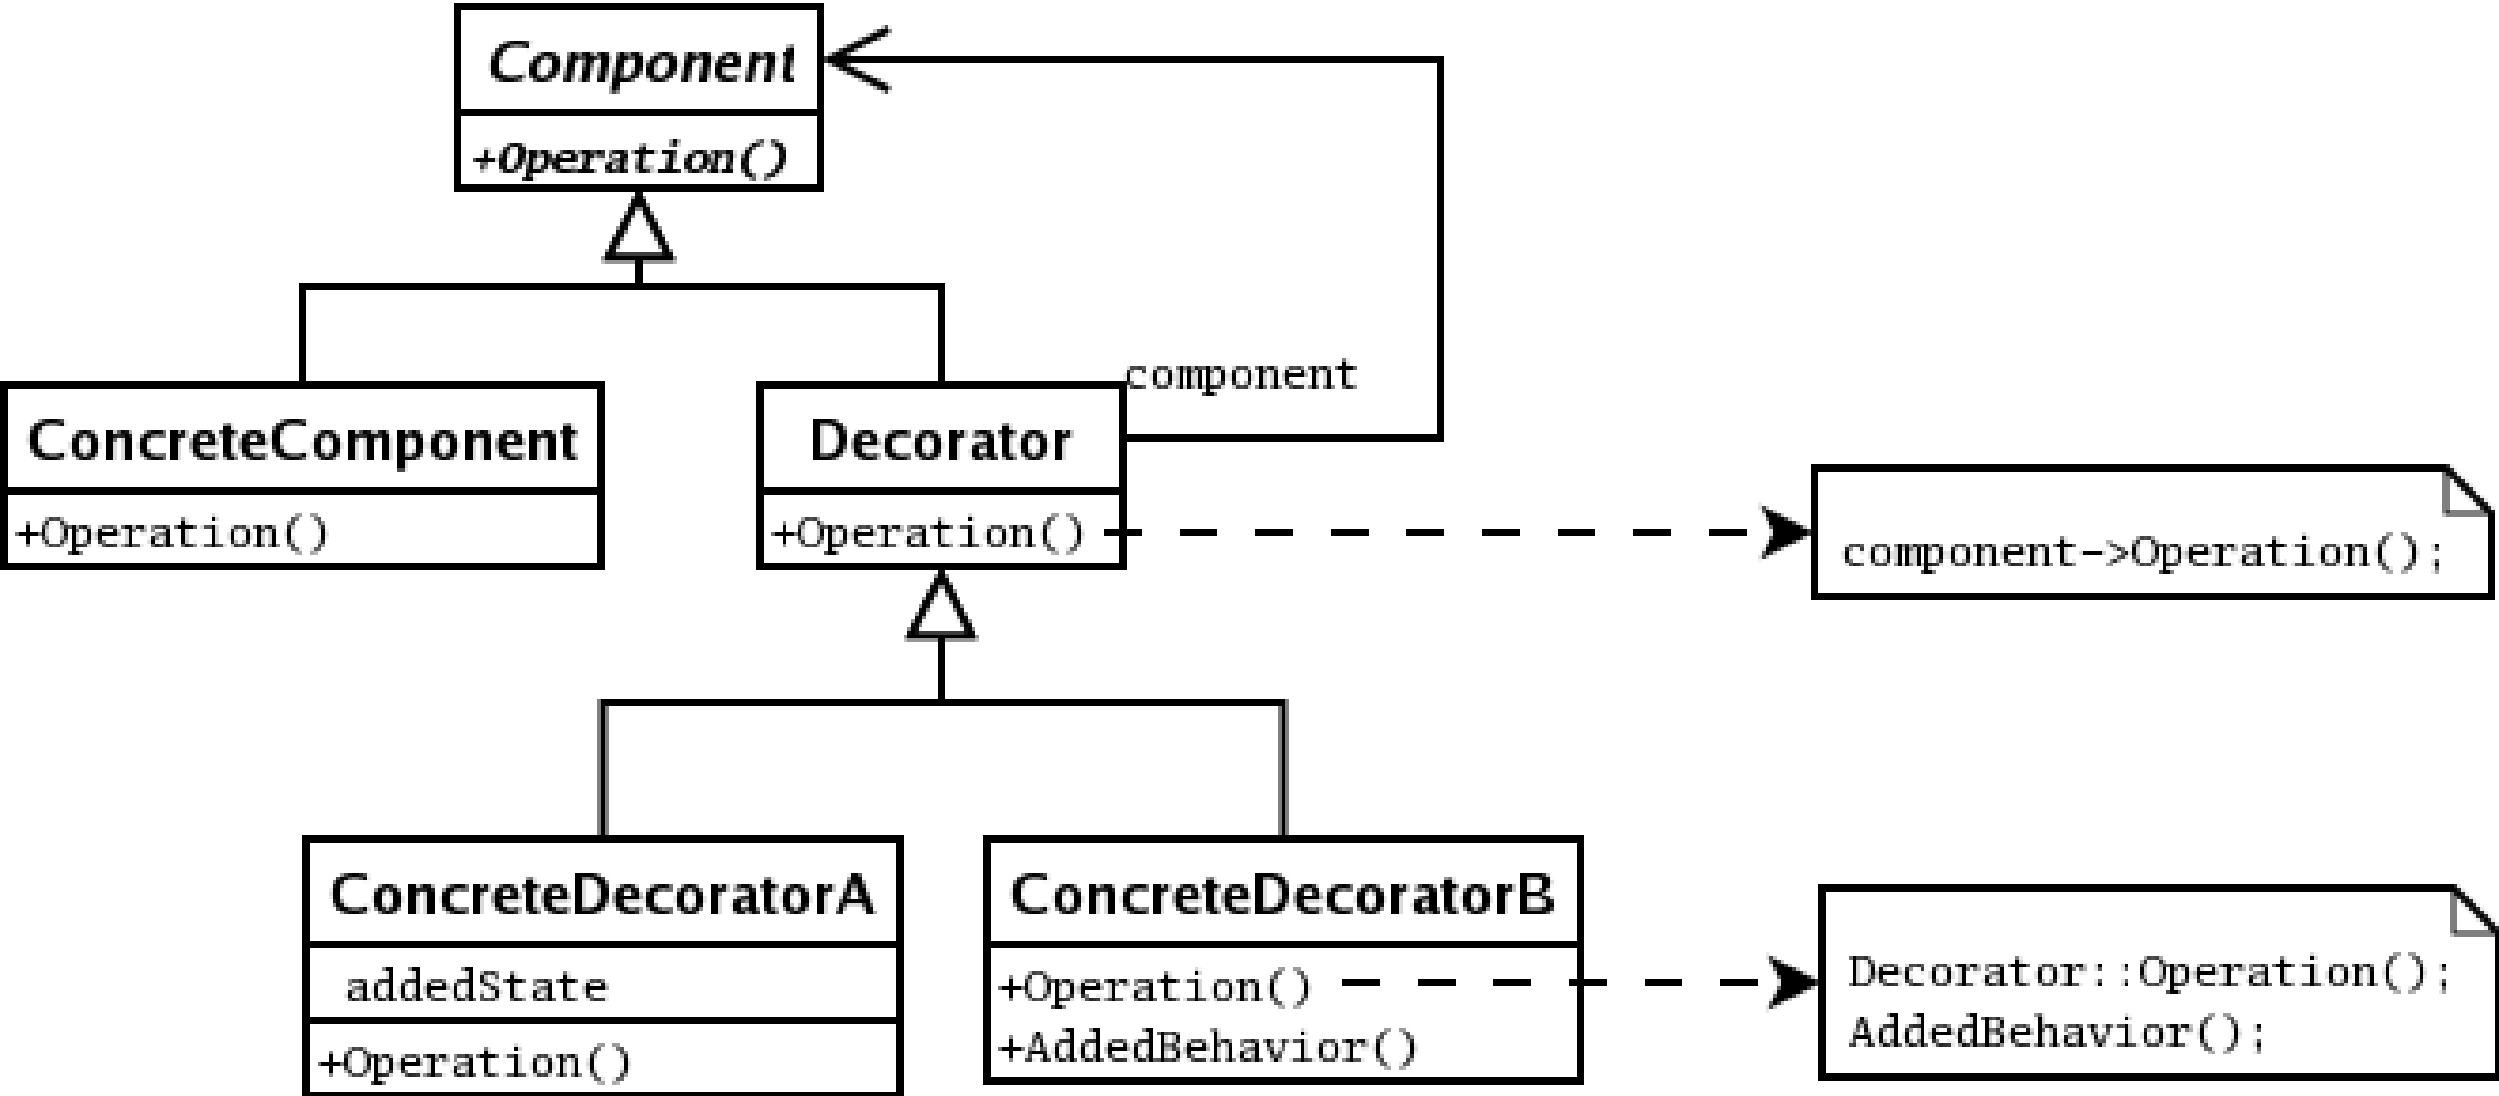 Component
+Operation()
component
ConcreteComponent
+Operation()
Decorator
+Operation()
component->Operation();
ConcreteDecoratorA
addedState
+Operation()
ConcreteDecoratorB
+Operation()
+AddedBehavior()
Decorator::Operation();
AddedBehavior();